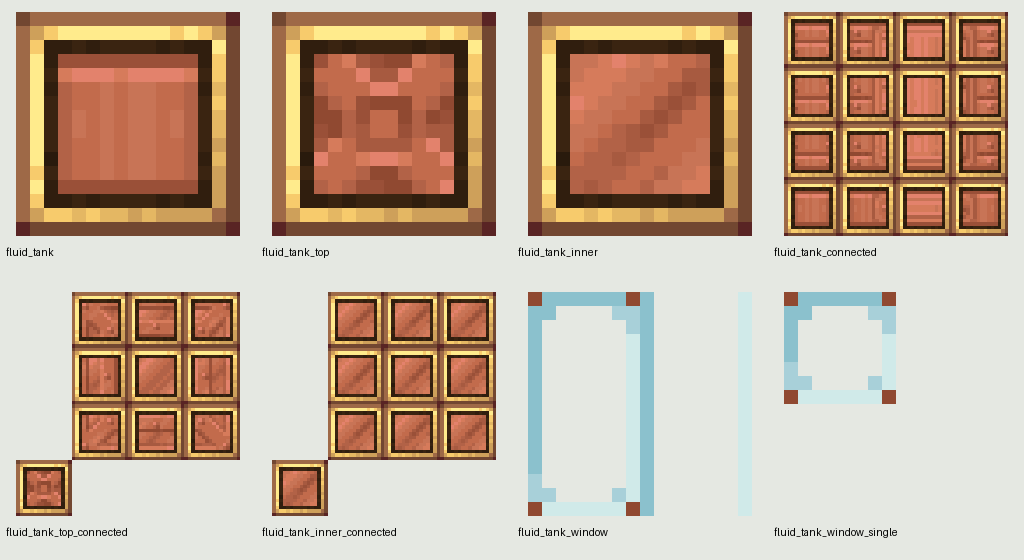 fluid_tank
fluid_tank_top
fluid_tank_inner
fluid_tank_connected
fluid_tank_top_connected
fluid_tank_inner_connected
fluid_tank_window
fluid_tank_window_single